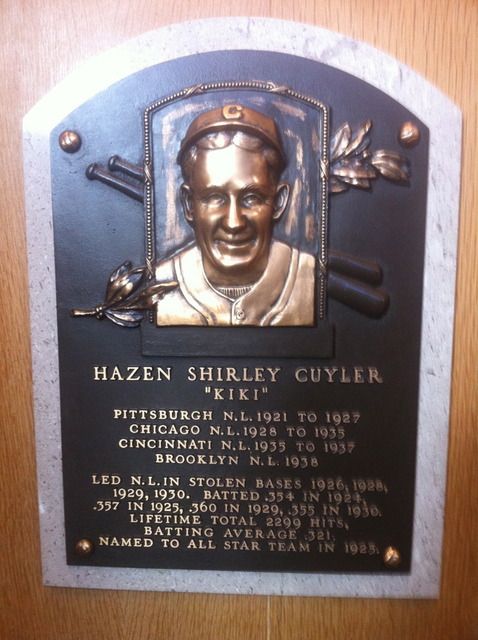 C
HAZEN SHIRLEY CUYLER
"KIKI"
PITTSBURGH N.L. 1921 TO 1927
CHICAGO N.L. 1928 TO 1935
CINCINNATI N.L. 1935 TO 1937
BROOKLYN N.L. 1938
LED N.L. IN STOLEN BASES 1926, 1928,
1929, 1930. BATTED .354 IN 1924,
.357 IN 1925, .360 IN 1929, .355 IN 1930.
LIFETIME TOTAL 2299 HITS,
BATTING AVERAGE .321.
NAMED TO ALL STAR TEAM IN 1925.